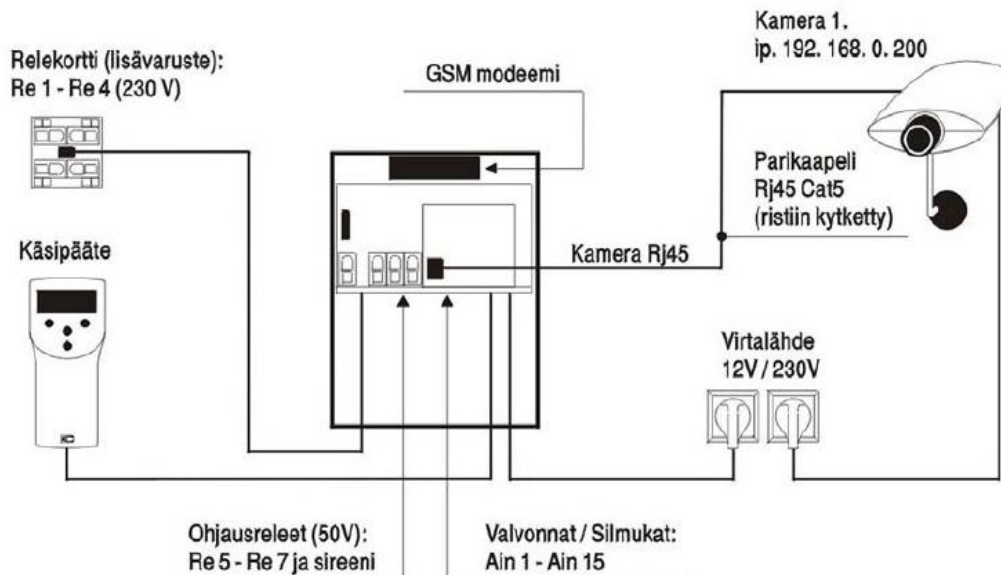 Kamera 1.
ip. 192. 168. 0. 200
Relekortti (lisävaruste):
Re 1 - Re 4 (230 V)
GSM modeemi
Parikaapeli
Rj45 Cat5
(ristiin kytketty)
Käsipääte
Kamera Rj45
Virtalähde
12V / 230V
Ohjausreleet (50V):
Re 5 - Re 7 ja sireeni
Valvonnat / Silmukat:
Ain 1 - Ain 15